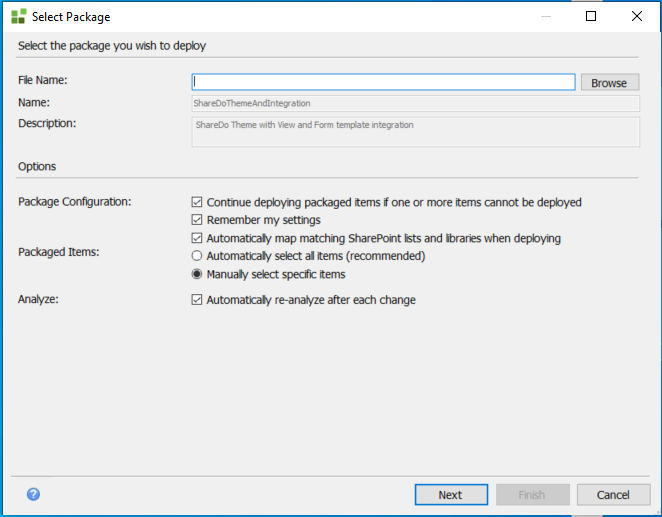 Select Package
Select the package you wish to deploy
File Name:
Browse
Name:
ShareDoThemeAndIntegration
Description:
ShareDo Theme with View and Form template integration
Options
Package Configuration:
Continue deploying packaged items if one or more items cannot be deployed
Remember my settings
Automatically map matching SharePoint lists and libraries when deploying
Packaged Items:
Automatically select all items (recommended)
Manually select specific items
Analyze:
Automatically re-analyze after each change
?
Next
Finish
Cancel